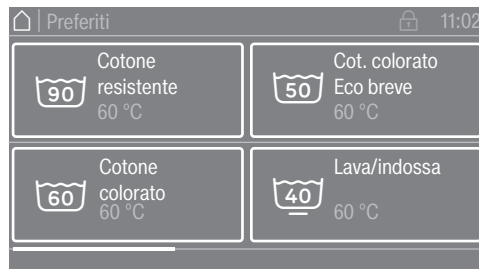 Preferiti
11:02
Cotone
resistente
90
60 °C
Cot. colorato
Eco breve
50
60 °C
Cotone
colorato
60
60 °C
Lava/indossa
40
60 °C